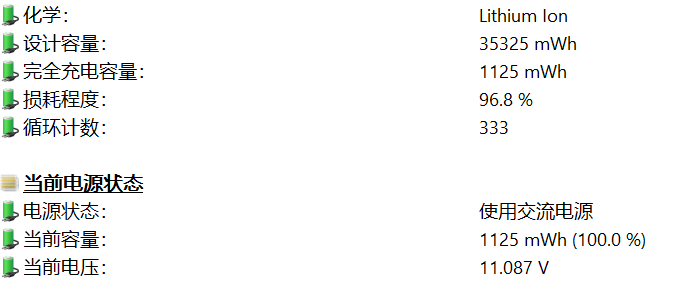 化学： Lithium Ion
设计容量： 35325 mWh
完全充电容量： 1125 mWh
损耗程度： 96.8 %
循环计数： 333
当前电源状态
电源状态： 使用交流电源
当前容量： 1125 mWh (100.0 %)
当前电压： 11.087 V